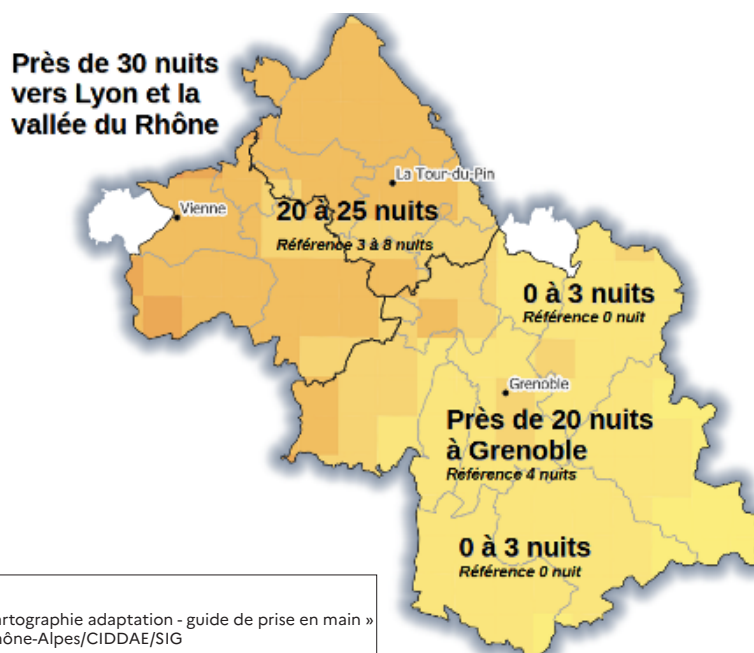 Près de 30 nuits
vers Lyon et la
vallée du Rhône
La Tour-du-Pin
Vienne
20 à 25 nuits
Référence 3 à 8 nuits
0 à 3 nuits
Référence 0 nuit
Grenoble
Près de 20 nuits
à Grenoble
Référence 4 nuits
0 à 3 nuits
Référence 0 nuit
artographie adaptation - guide de prise en main »
hône-Alpes/CIDDAE/SIG